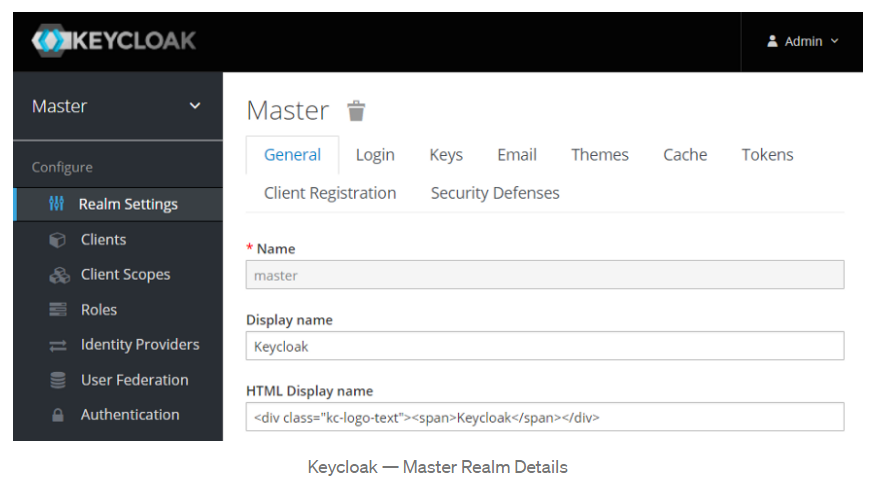 KEYCLOAK
Admin
Master
Configure
Realm Settings
Clients
Client Scopes
Roles
Identity Providers
User Federation
Authentication
Master
General Login Keys Email Themes Cache Tokens
Client Registration Security Defenses
* Name
master
Display name
Keycloak
HTML Display name
<div class="kc-logo-text"><span>Keycloak</span></div>
Keycloak — Master Realm Details